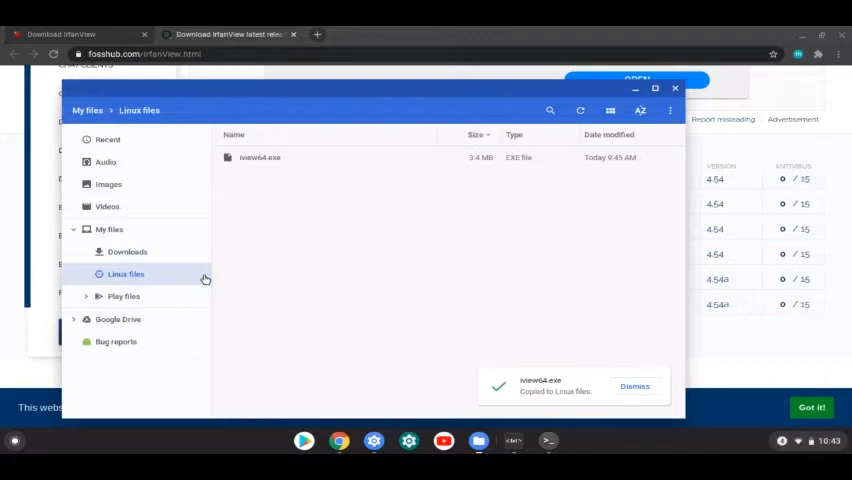 Download IrfanView
Download IrfanView latest relea
fosshub.com/IrfanView.html
CHAT CLIENTS
OPEN
My files > Linux files
Report misleading
Advertisement
Recent
Audio
Images
Videos
My files
Downloads
Linux files
Play files
Google Drive
Bug reports
Name Size Type Date modified
iview64.exe 3.4 MB EXE file Today 9:45 AM
VERSION ANTIVIRUS
4.54 0 / 15
4.54 0 / 15
4.54 0 / 15
4.54 0 / 15
4.54a 0 / 15
4.54a 0 / 15
iview64.exe
Copied to Linux files.
Dismiss
This webs
Got it!
4
10:43